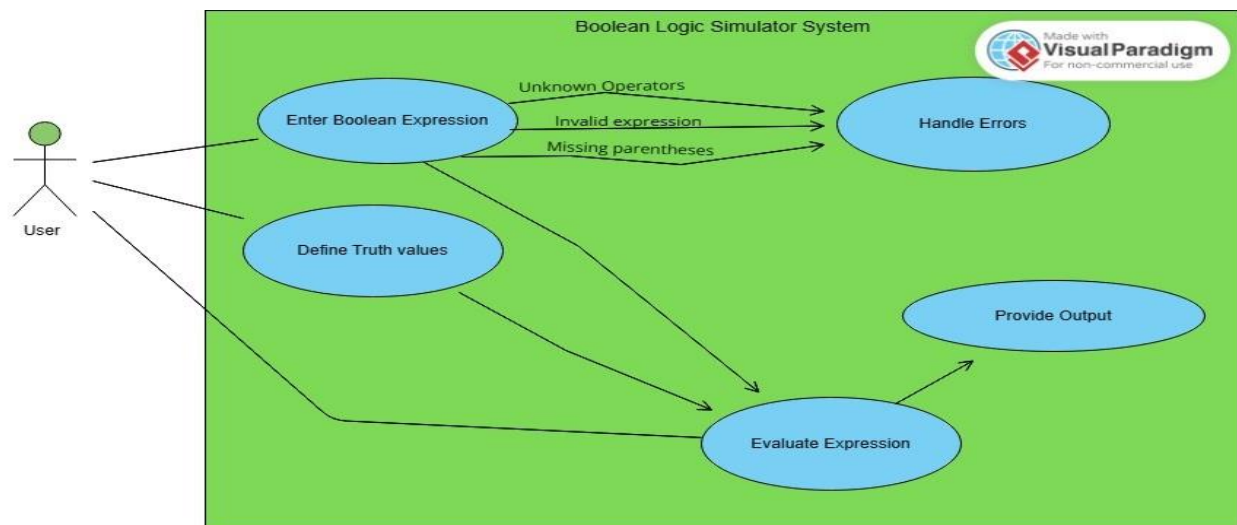 Boolean Logic Simulator System
Made with
Visual Paradigm
For non-commercial use
Unknown Operators
Enter Boolean Expression
Invalid expression
Handle Errors
Missing parentheses
User
Define Truth values
Provide Output
Evaluate Expression